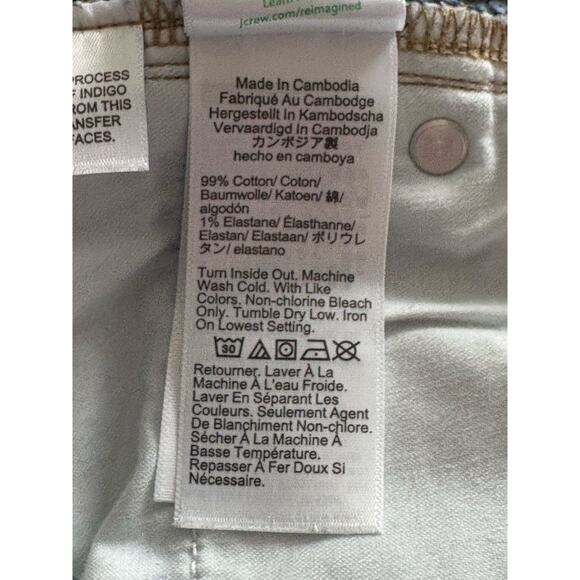 Learn
jcrew.com/reimagined
PROCESS
INDIGO
FROM THIS
TRANSFER
FACES.
Made In Cambodia
Fabriqué Au Cambodge
Hergestellt In Kambodscha
Vervaardigd In Cambodja
カンボジア製
hecho en camboya
99% Cotton/ Coton/
Baumwolle/ Katoen/ 綿/
algodón
1% Elastane/ Élasthanne/
Elastan/ Elastaan/ ポリウレ
タン/ elastano
Turn Inside Out. Machine
Wash Cold. With Like
Colors. Non-chlorine Bleach
Only. Tumble Dry Low. Iron
On Lowest Setting.
30
Retourner. Laver À La
Machine À L'eau Froide.
Laver En Séparant Les
Couleurs. Seulement Agent
De Blanchiment Non-chlore.
Sécher À La Machine À
Basse Température.
Repasser À Fer Doux Si
Nécessaire.